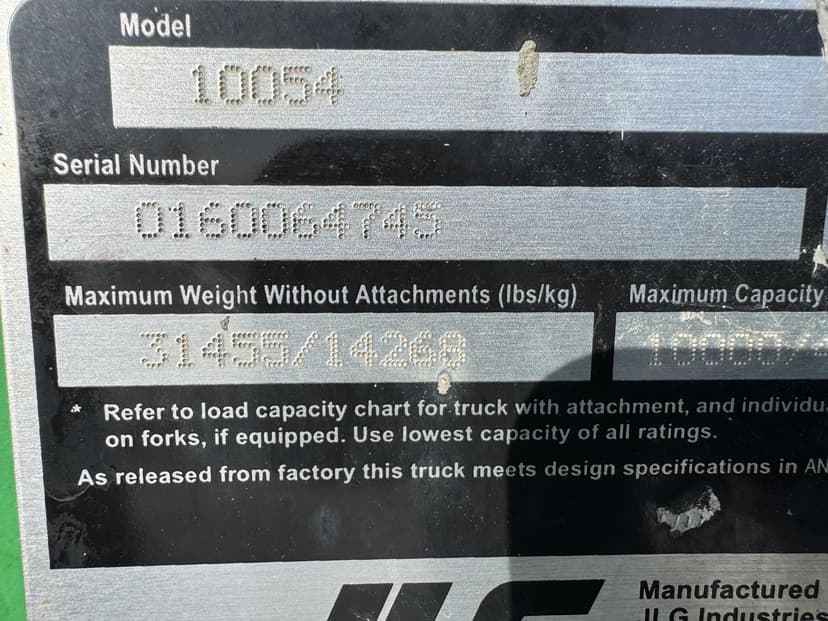 Model
10054
Serial Number
0160064745
Maximum Weight Without Attachments (lbs/kg)
31455/14268
Maximum Capacity
10000/
* Refer to load capacity chart for truck with attachment, and
on forks, if equipped. Use lowest capacity of all ratings.
As released from factory this truck meets design specifications in
JLG
Manufactured
JLG Industries